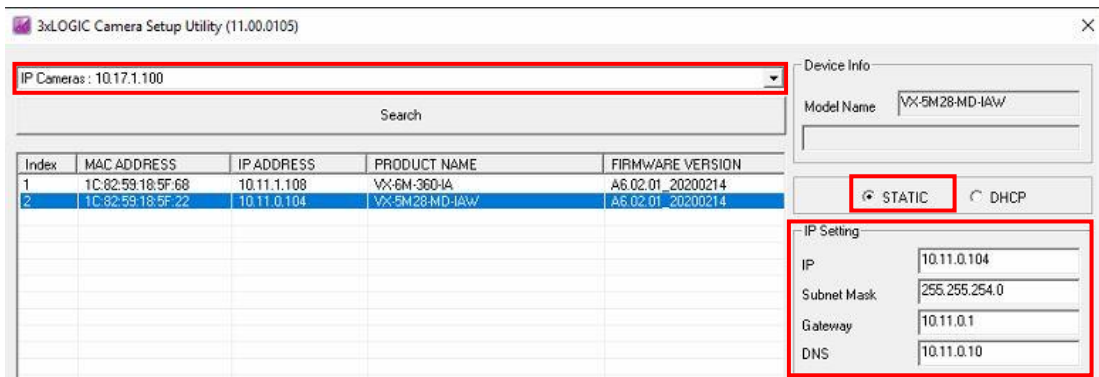 3xLOGIC Camera Setup Utility (11.00.0105)
IP Cameras : 10.17.1.100
Search
Index MAC ADDRESS IP ADDRESS PRODUCT NAME FIRMWARE VERSION
1 1C:82:59:18:5F:68 10.11.1.108 VX-6M-360-IA A6.02.01_20200214
2 1C:82:59:18:5F:22 10.11.0.104 VX-5M28-MD-IAW A6.02.01_20200214
Device Info
Model Name VX-5M28-MD-IAW
STATIC DHCP
IP Setting
IP 10.11.0.104
Subnet Mask 255.255.254.0
Gateway 10.11.0.1
DNS 10.11.0.10